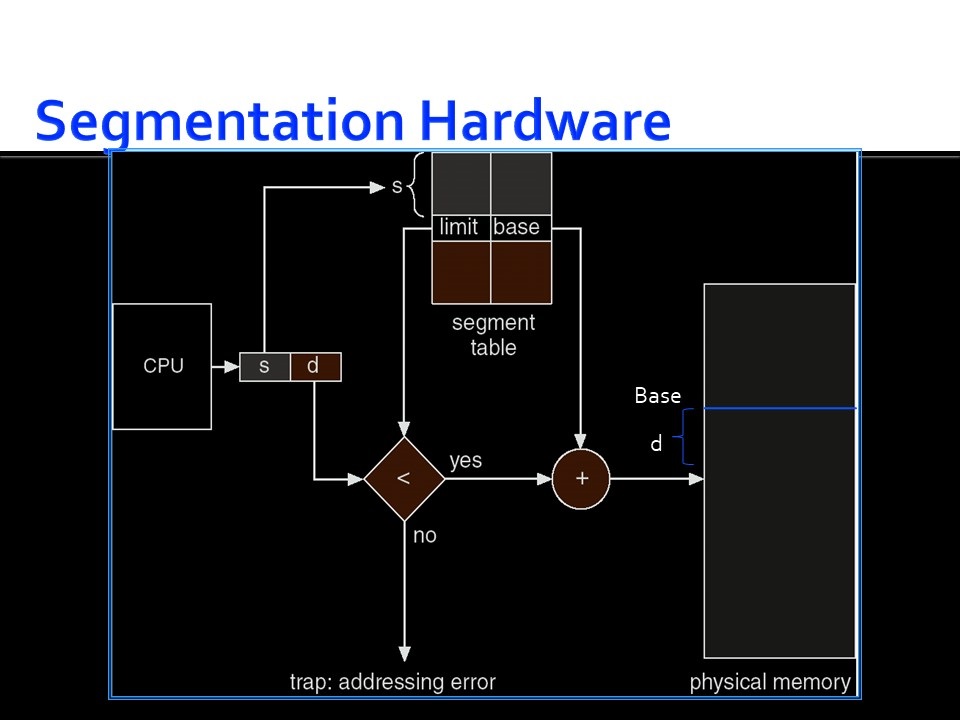 Segmentation Hardware
s
limit base
segment
table
CPU
s d
Base
d
<
yes
+
no
trap: addressing error
physical memory